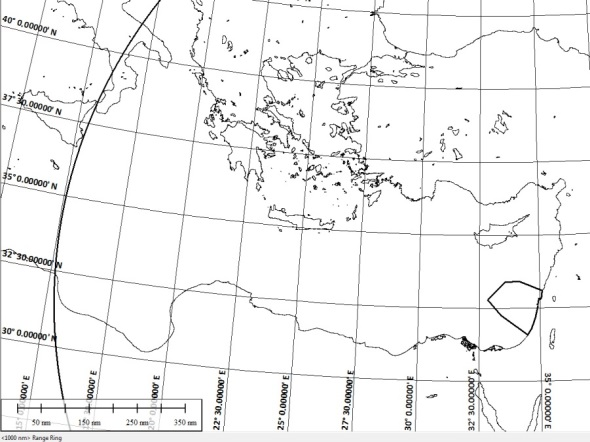 40° 0.00000' N
37° 30.00000' N
35° 0.00000' N
32° 30.00000' N
30° 0.00000' N
22° 30.00000' E
25° 0.00000' E
27° 30.00000' E
30° 0.00000' E
32° 30.00000' E
35° 0.00000' E
50 nm
150 nm
250 nm
350 nm
<1000 nm> Range Ring